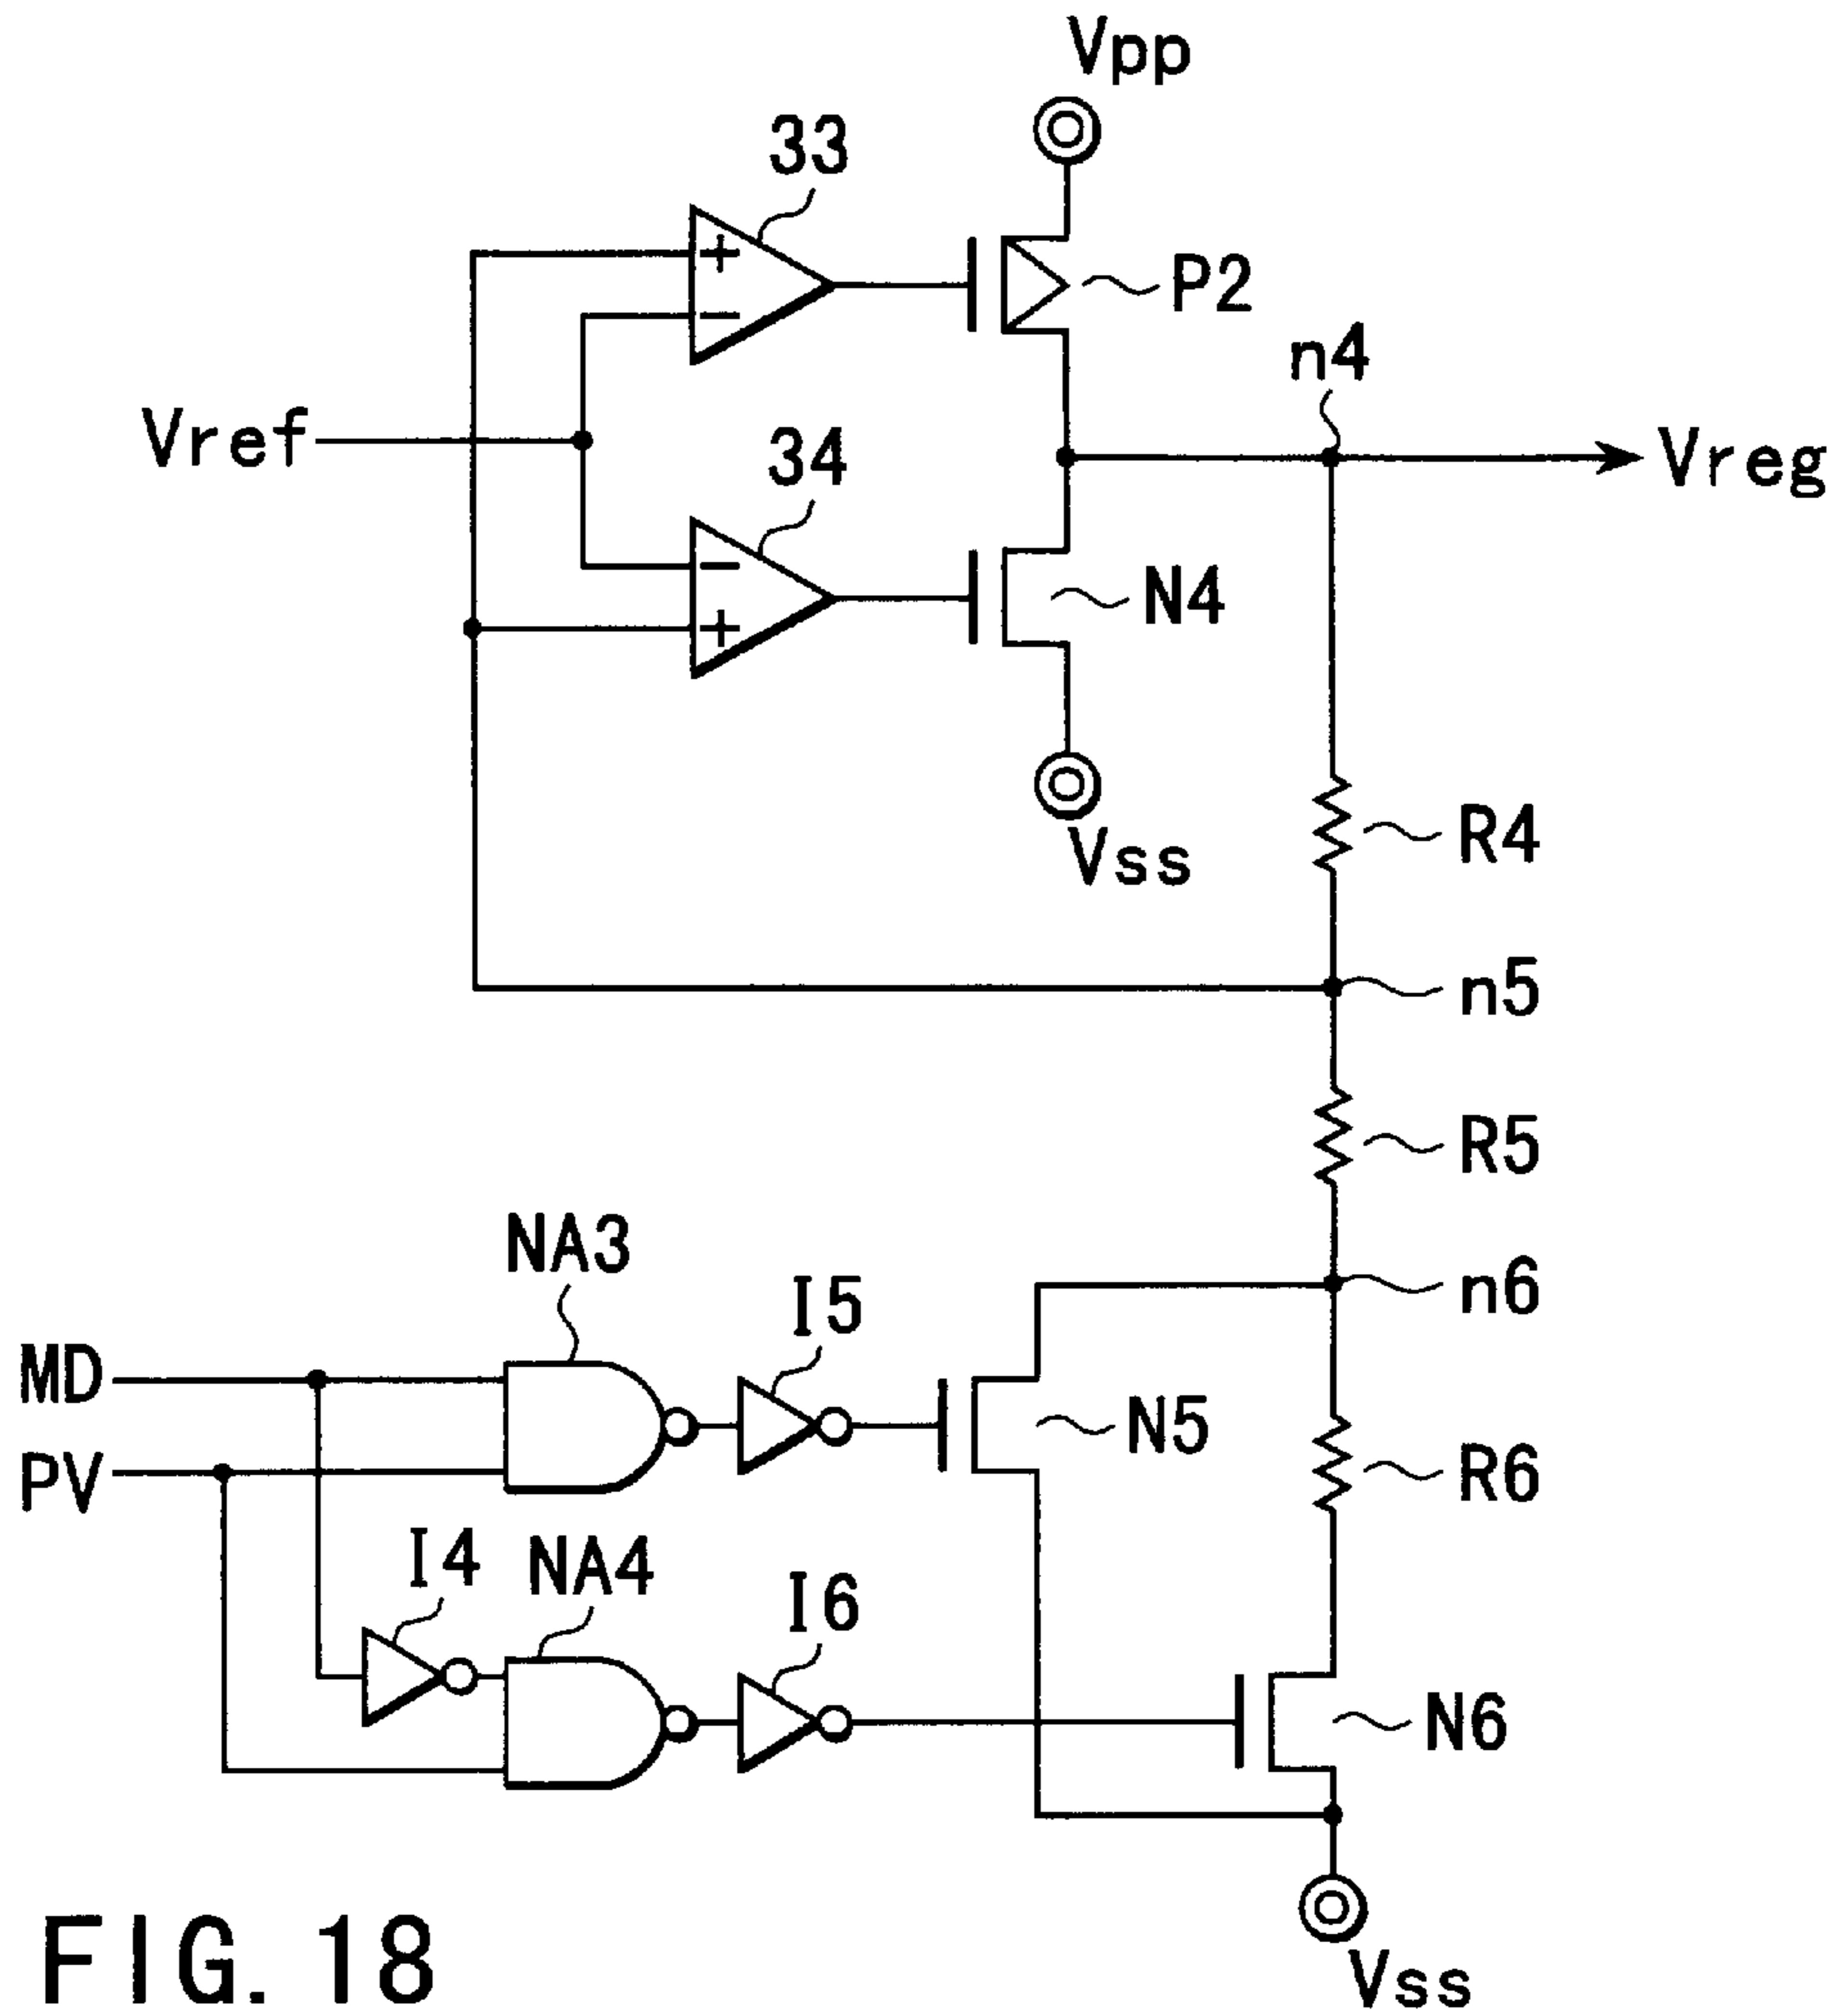 Vpp
33
+
−
P2
n4
Vref
34
Vreg
−
+
N4
Vss
R4
n5
R5
NA3
I5
n6
MD
N5
PV
R6
I4
NA4
I6
N6
Vss
FIG. 18